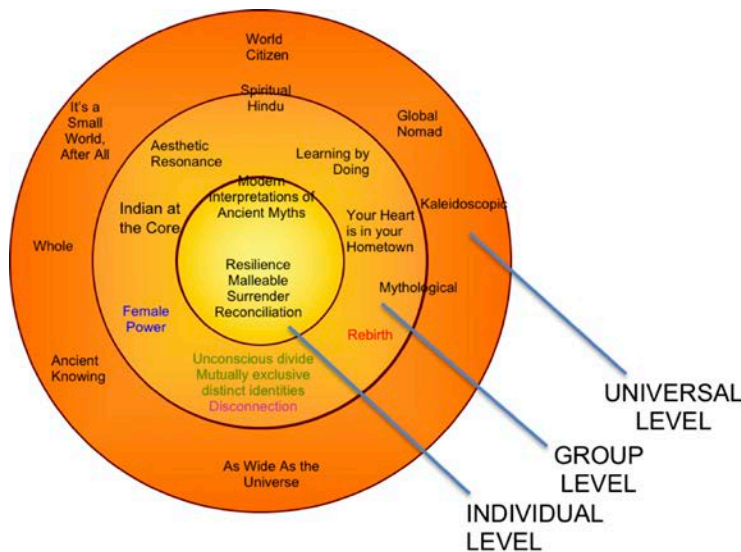 World
Citizen
Spiritual
Hindu
It's a
Small
World,
After All
Global
Nomad
Aesthetic
Resonance
Learning by
Doing
Modern
Interpretations of
Ancient Myths
Kaleidoscopic
Indian at
the Core
Your Heart
is in your
Hometown
Whole
Resilience
Malleable
Surrender
Reconciliation
Mythological
Female
Power
Rebirth
Ancient
Knowing
Unconscious divide
Mutually exclusive
distinct identities
Disconnection
As Wide As the
Universe
UNIVERSAL
LEVEL
GROUP
LEVEL
INDIVIDUAL
LEVEL